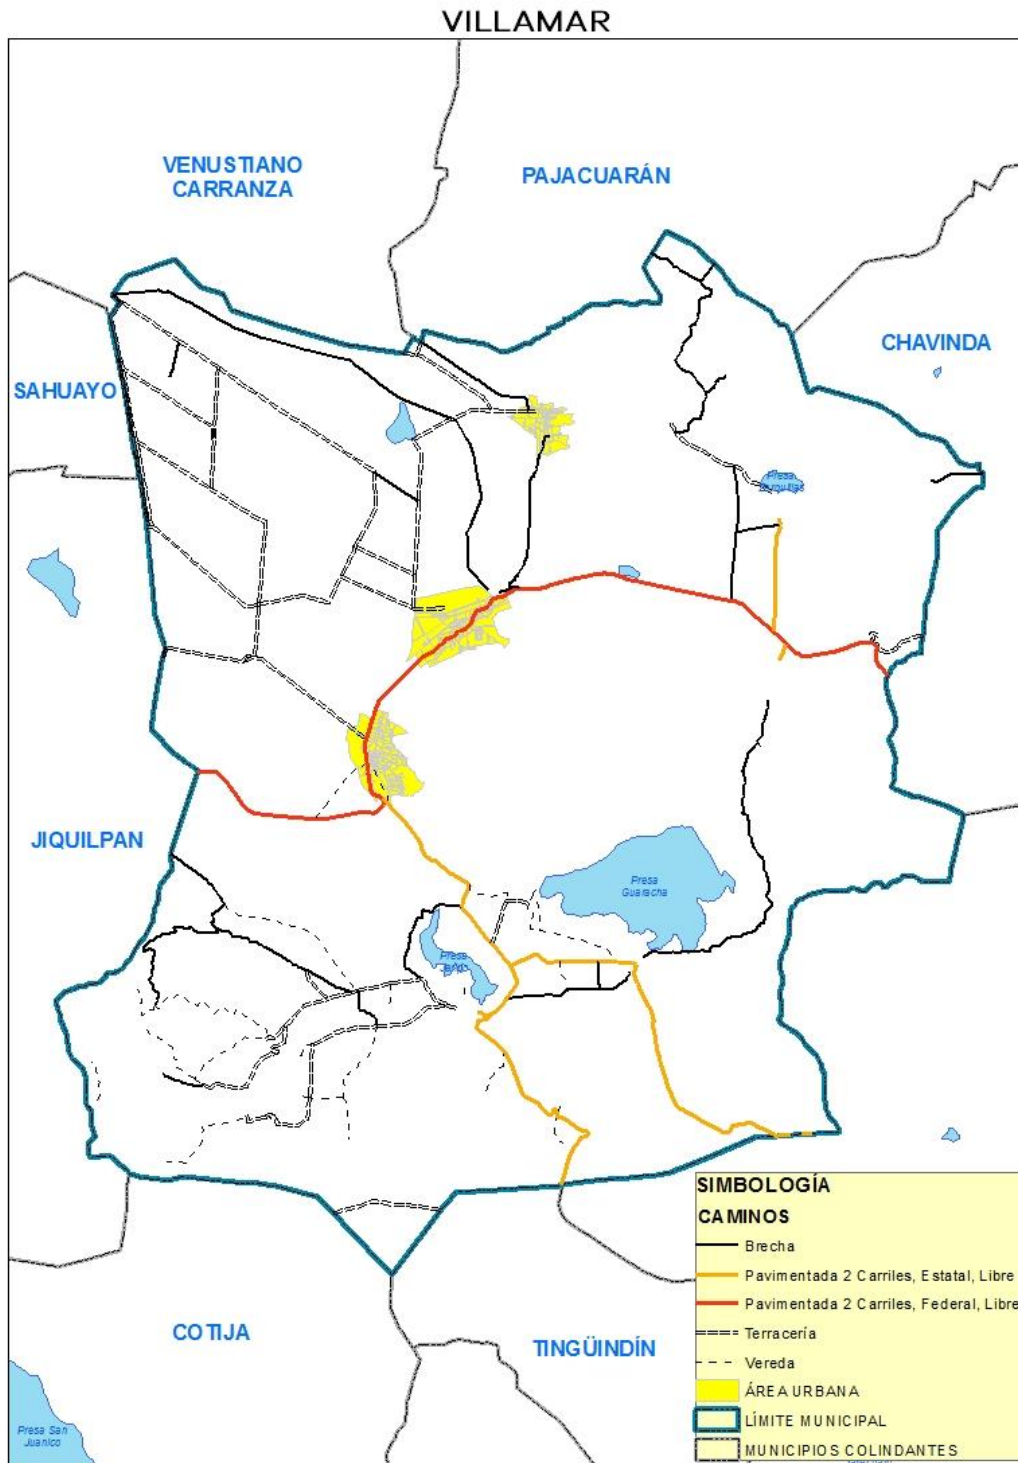 VILLAMAR
VENUSTIANO
CARRANZA
PAJACUARÁN
CHAVINDA
SAHUAYO
Presa
JIQUILPAN
Presa
Guaracha
Presa
COTIJA
TINGÜINDÍN
Presa San
Juanico
SIMBOLOGÍA
CAMINOS
Brecha
Pavimentada 2 Carriles, Estatal, Libre
Pavimentada 2 Carriles, Federal, Libre
Terracería
Vereda
ÁREA URBANA
LÍMITE MUNICIPAL
MUNICIPIOS COLINDANTES